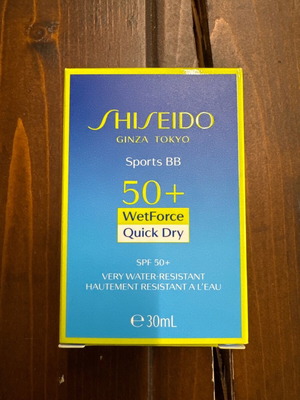 SHISEIDO
GINZA TOKYO
Sports BB
50+
WetForce
Quick Dry
SPF 50+
VERY WATER-RESISTANT
HAUTEMENT RESISTANT A L'EAU
℮ 30mL